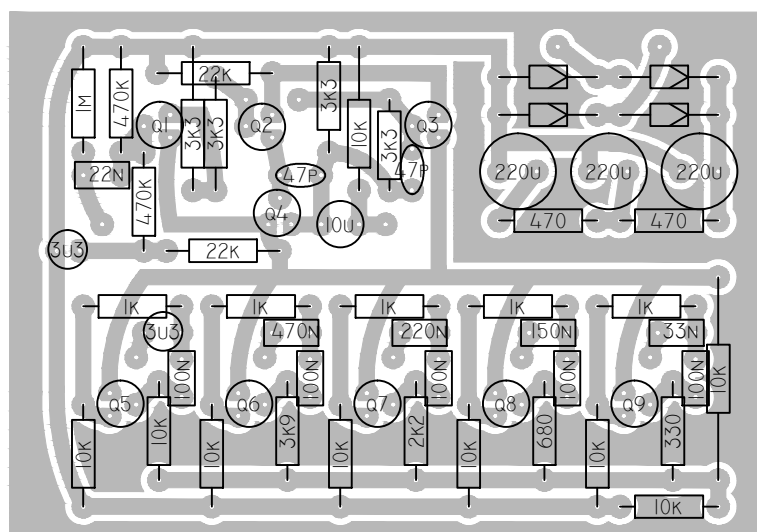 22K
1M
470K
Q1
3K3
3K3
Q2
3K3
10K
3K3
Q3
47P
22N
470K
47P
220U
220U
220U
Q4
10U
470
470
3U3
22K
1K
1K
1K
1K
1K
3U3
470N
220N
150N
33N
100N
100N
100N
100N
100N
10K
Q5
Q6
Q7
Q8
Q9
10K
10K
10K
3K9
10K
2K2
10K
680
10K
330
10K